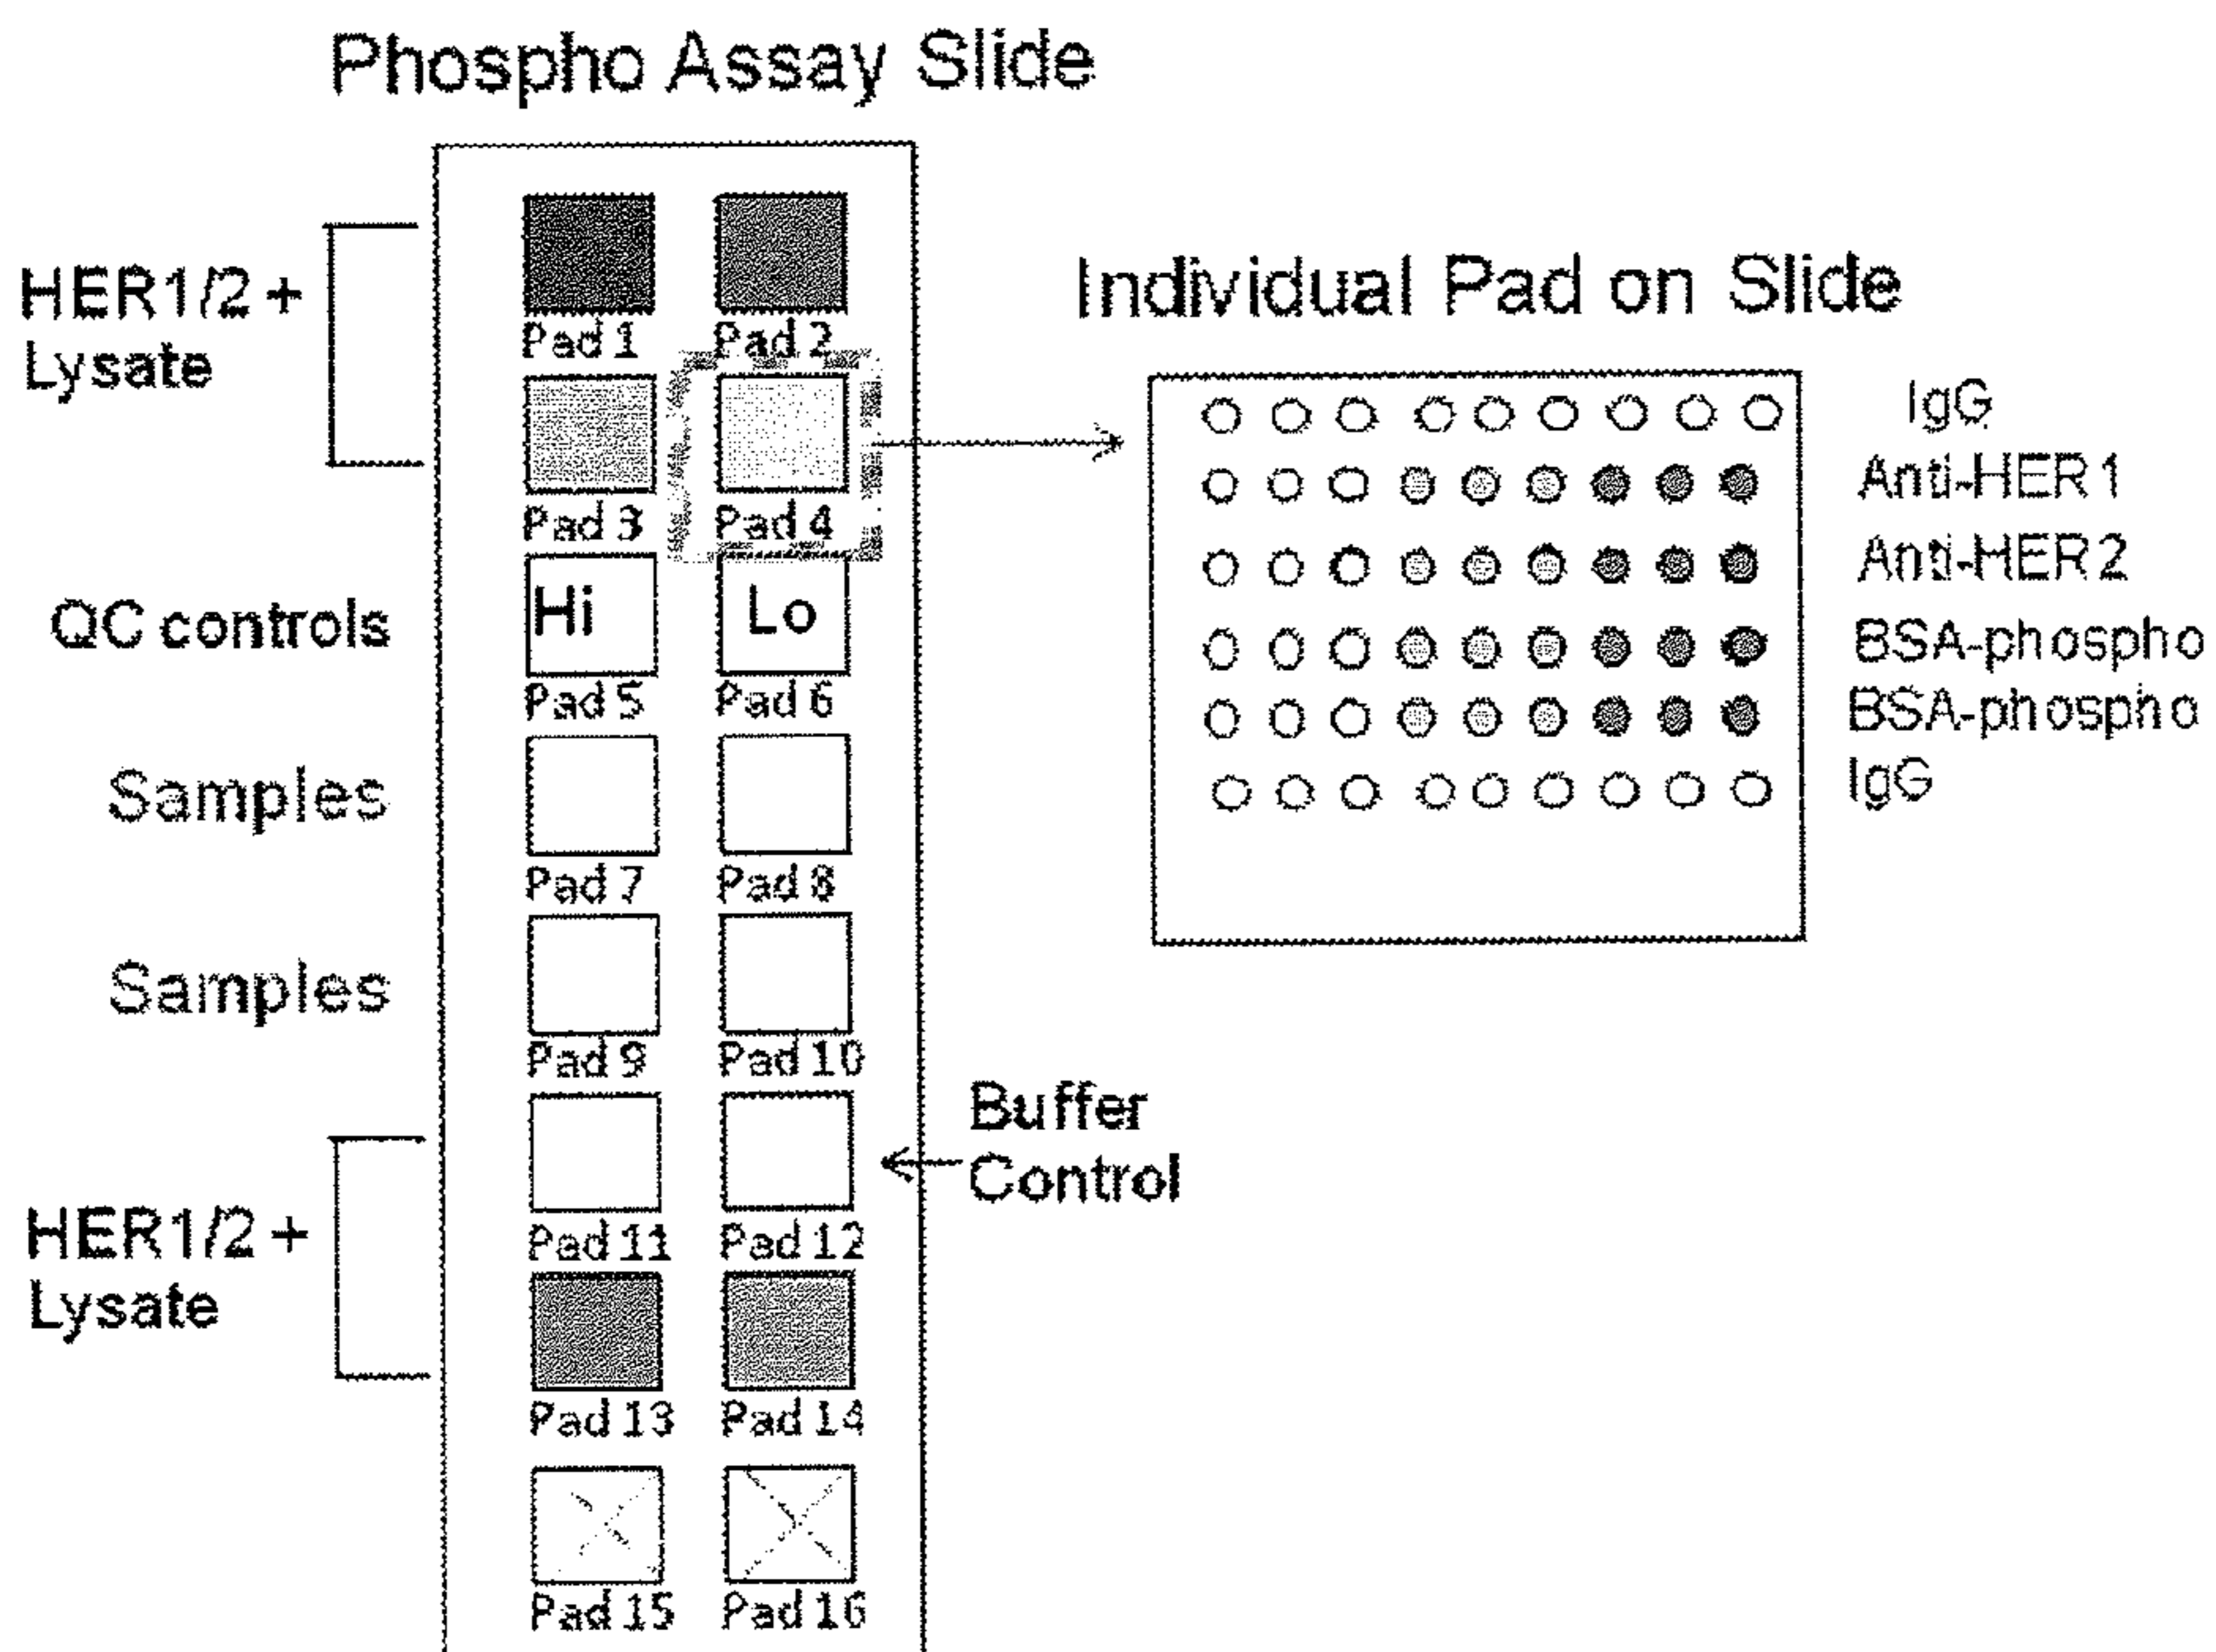 Phospho Assay Slide
HER1/2 +
Lysate
Pad 1
Pad 2
Pad 3
Pad 4
QC controls
Hi
Lo
Pad 5
Pad 6
Samples
Pad 7
Pad 8
Samples
Pad 9
Pad 10
Buffer
Control
Pad 11
Pad 12
HER1/2 +
Lysate
Pad 13
Pad 14
Pad 15
Pad 16
Individual Pad on Slide
IgG
Anti-HER1
Anti-HER2
BSA-phospho
BSA-phospho
IgG